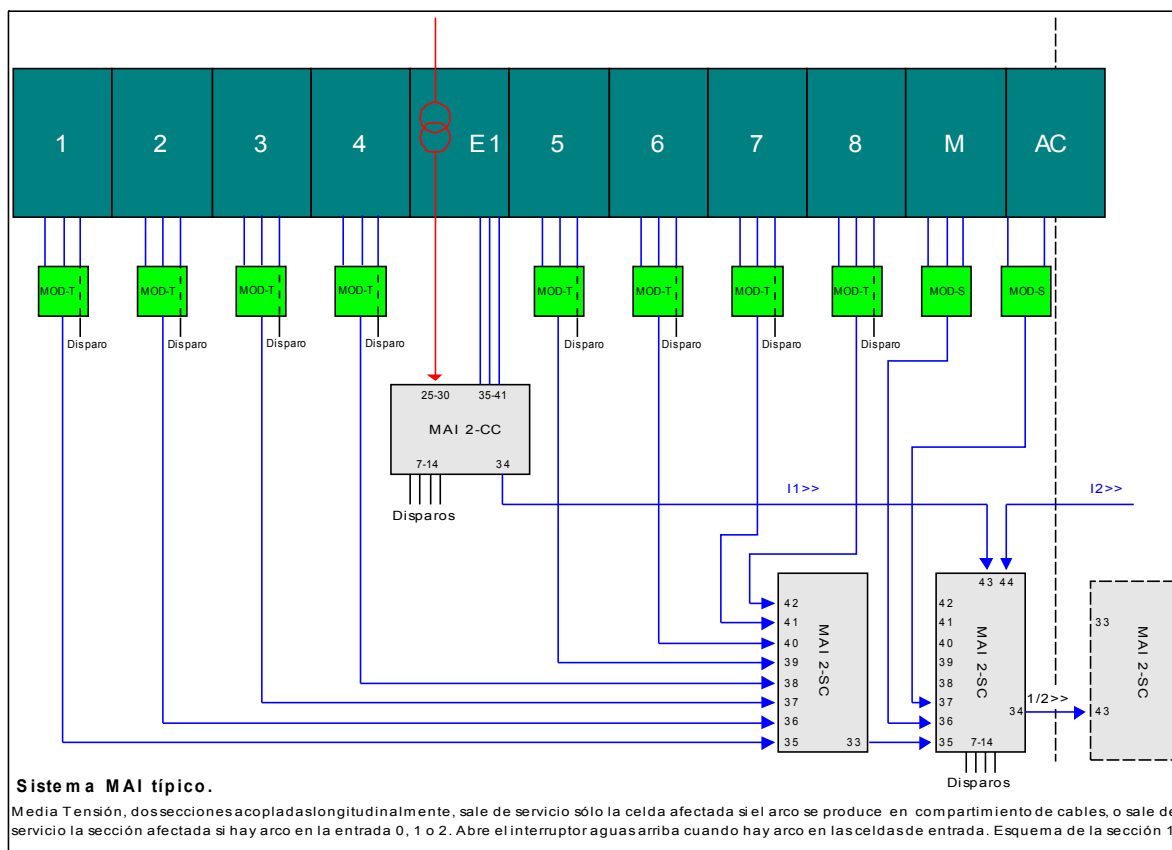 1 2 3 4 E1 5 6 7 8 M AC
MOD-T MOD-T MOD-T MOD-T MOD-T MOD-T MOD-T MOD-T MOD-S MOD-S
Disparo Disparo Disparo Disparo Disparo Disparo Disparo Disparo
25-30 35-41
MAI 2-CC
7-14 34
Disparos
I1>> I2>>
42
41
40
39
38
37
36
35
MAI 2-SC
33
43 44
42
41
40
39
38
37
36
35
MAI 2-SC
34
7-14
Disparos
1/2>>
33
43
MAI 2-SC
Sistema MAI típico.
Media Tensión, dos secciones acopladas longitudinalmente, sale de servicio sólo la celda afectada si el arco se produce en compartimiento de cables, o sale de
servicio la sección afectada si hay arco en la entrada 0, 1 o 2. Abre el interruptor aguas arriba cuando hay arco en las celdas de entrada. Esquema de la sección 1